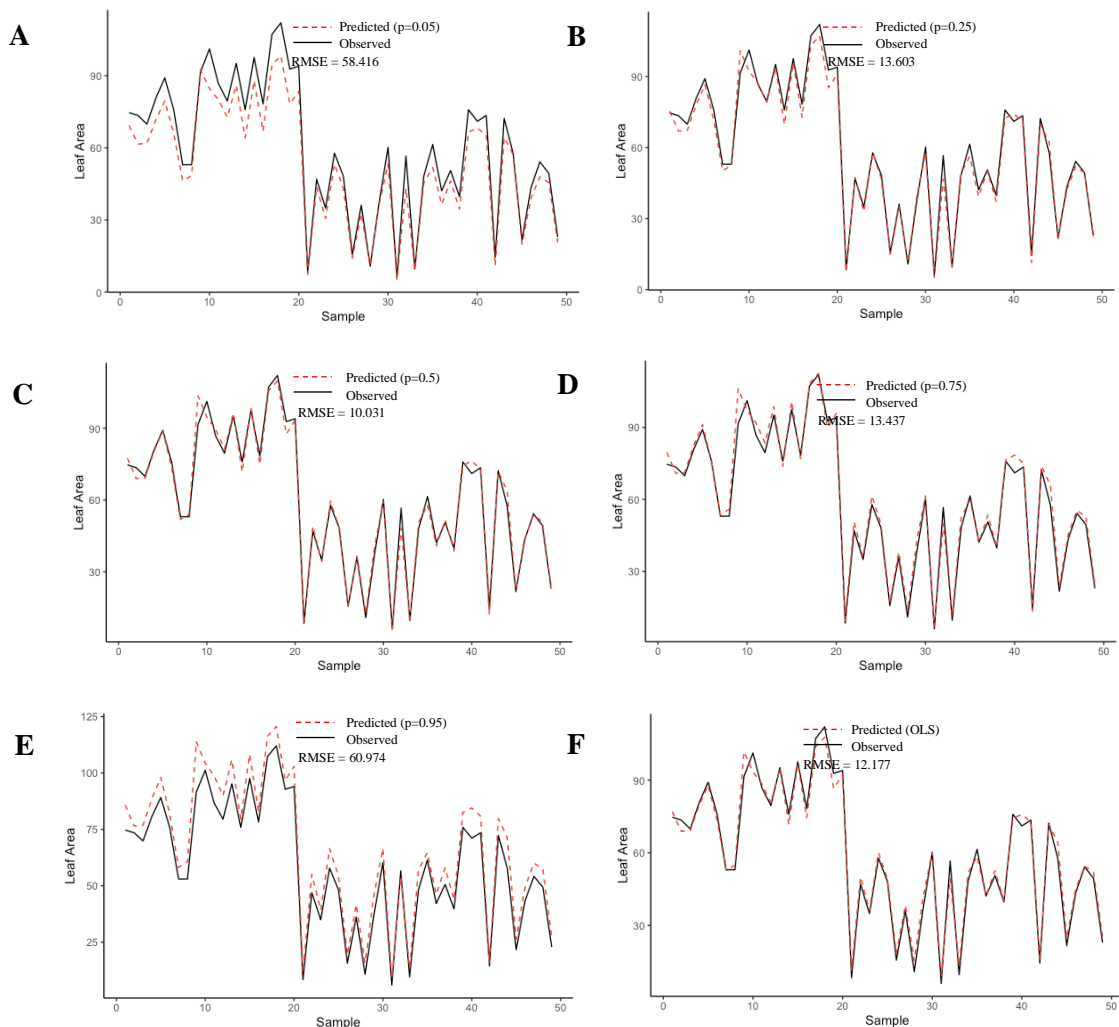 A
Predicted (p=0.05)
Observed
RMSE = 58.416
Leaf Area
90
60
30
0
0 10 20 30 40 50
Sample
B
Predicted (p=0.25)
Observed
RMSE = 13.603
Leaf Area
90
60
30
0
0 10 20 30 40 50
Sample
C
Predicted (p=0.5)
Observed
RMSE = 10.031
Leaf Area
90
60
30
0 10 20 30 40 50
Sample
D
Predicted (p=0.75)
Observed
RMSE = 13.437
Leaf Area
90
60
30
0 10 20 30 40 50
Sample
E
Predicted (p=0.95)
Observed
RMSE = 60.974
Leaf Area
125
100
75
50
25
0 10 20 30 40 50
Sample
F
Predicted (OLS)
Observed
RMSE = 12.177
Leaf Area
90
60
30
0 10 20 30 40 50
Sample